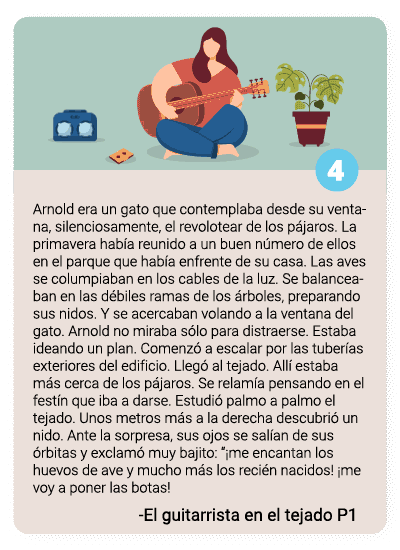 4
Arnold era un gato que contemplaba desde su venta-
na, silenciosamente, el revolotear de los pájaros. La
primavera había reunido a un buen número de ellos
en el parque que había enfrente de su casa. Las aves
se columpiaban en los cables de la luz. Se balancea-
ban en las débiles ramas de los árboles, preparando
sus nidos. Y se acercaban volando a la ventana del
gato. Arnold no miraba sólo para distraerse. Estaba
ideando un plan. Comenzó a escalar por las tuberías
exteriores del edificio. Llegó al tejado. Allí estaba
más cerca de los pájaros. Se relamía pensando en el
festín que iba a darse. Estudió palmo a palmo el
tejado. Unos metros más a la derecha descubrió un
nido. Ante la sorpresa, sus ojos se salían de sus
órbitas y exclamó muy bajito: "¡me encantan los
huevos de ave y mucho más los recién nacidos! ¡me
voy a poner las botas!
-El guitarrista en el tejado P1